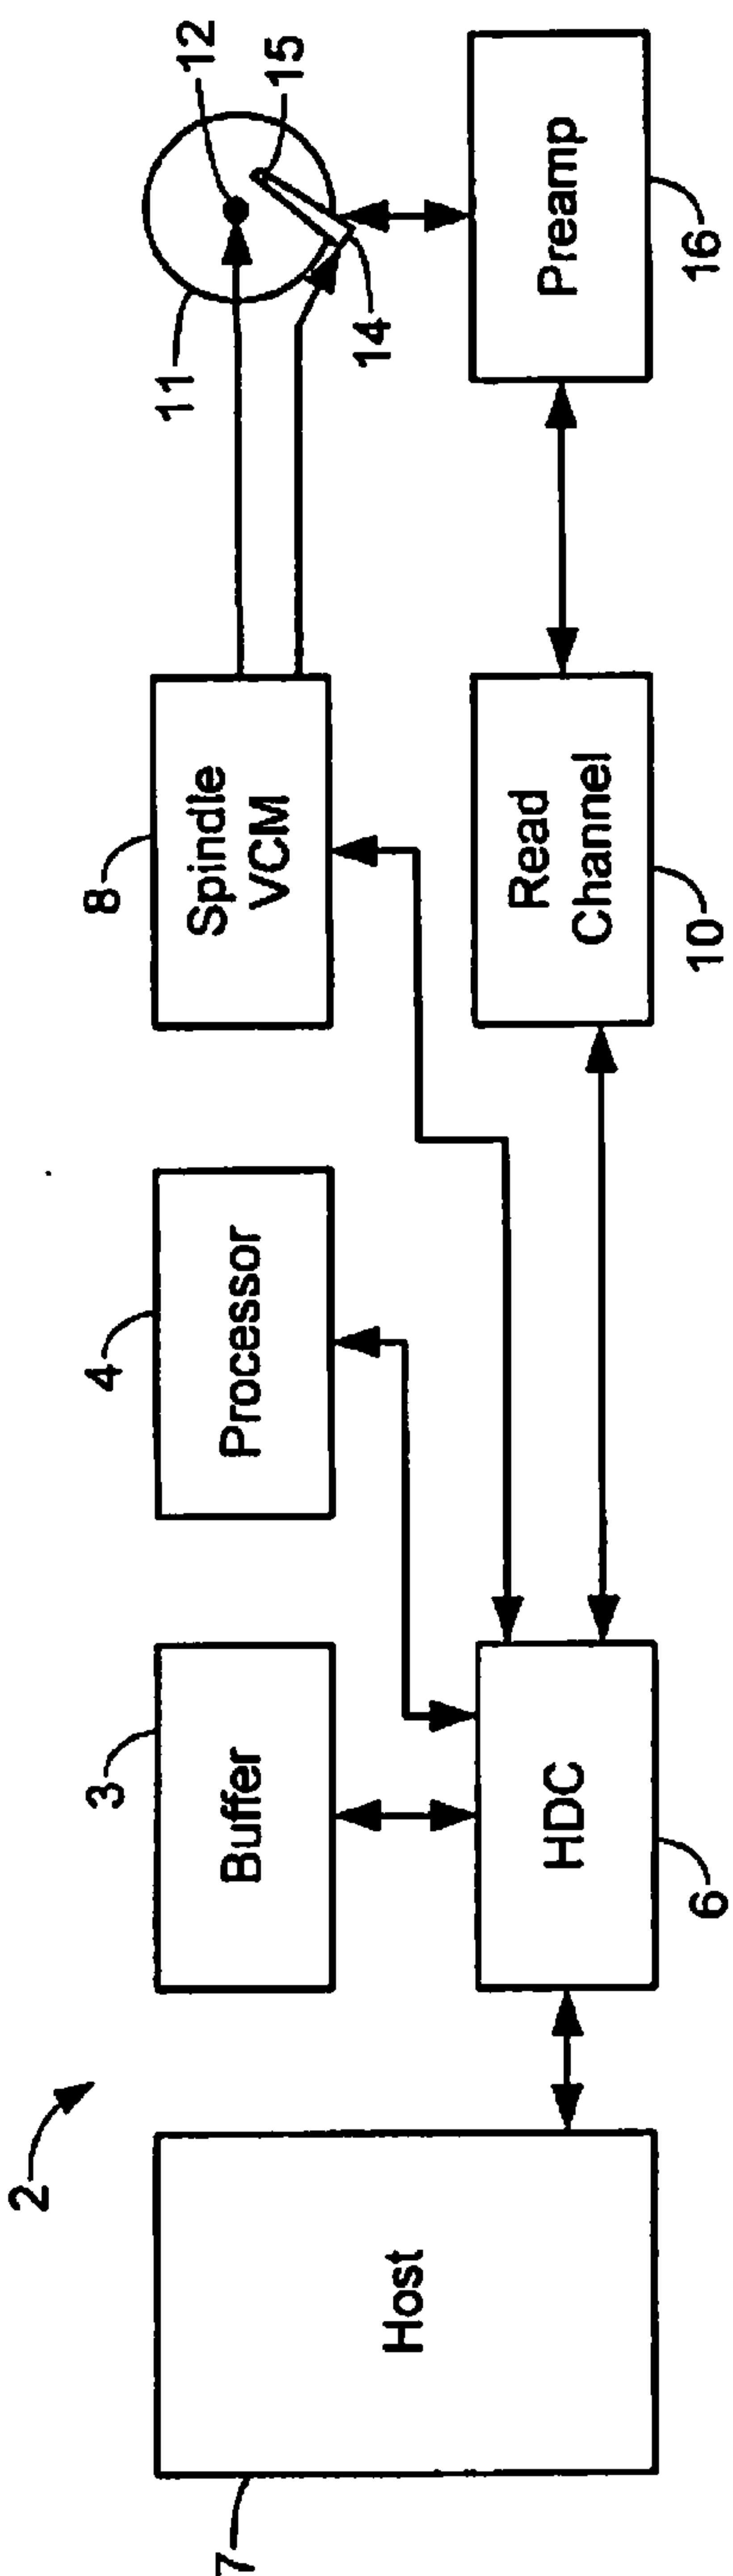 2
7
Host
3
Buffer
4
Processor
8
Spindle
VCM
11
12
15
14
HDC
6
Read
Channel
10
Preamp
16